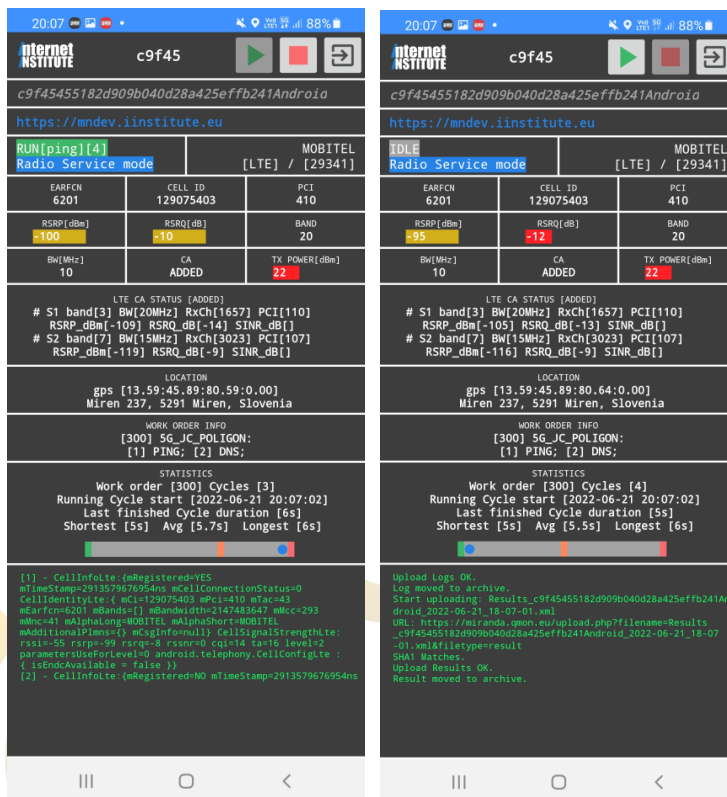 20:07
88%
internet
INSTITUTE
c9f45
c9f45455182d909b040d28a425effb241Android
https://mndev.iinstitute.eu
RUN[ping][4]
Radio Service mode
MOBITEL
[LTE] / [29341]
EARFCN
6201
CELL ID
129075403
PCI
410
RSRP[dBm]
-100
RSRQ[dB]
-10
BAND
20
BW[MHz]
10
CA
ADDED
TX POWER[dBm]
22
LTE CA STATUS [ADDED]
# S1 band[3] BW[20MHz] RxCh[1657] PCI[110]
RSRP_dBm[-109] RSRQ_dB[-14] SINR_dB[]
# S2 band[7] BW[15MHz] RxCh[3023] PCI[107]
RSRP_dBm[-119] RSRQ_dB[-9] SINR_dB[]
LOCATION
gps [13.59:45.89:80.59:0.00]
Miren 237, 5291 Miren, Slovenia
WORK ORDER INFO
[300] 5G_JC_POLIGON:
[1] PING; [2] DNS;
STATISTICS
Work order [300] Cycles [3]
Running Cycle start [2022-06-21 20:07:02]
Last finished Cycle duration [6s]
Shortest [5s] Avg [5.7s] Longest [6s]
[1] - CellInfoLte:{mRegistered=YES
mTimeStamp=2913579676954ns mCellConnectionStatus=0
CellIdentityLte:{ mCi=129075403 mPci=410 mTac=43
mEarfcn=6201 mBands=[] mBandwidth=2147483647 mMcc=293
mMnc=41 mAlphaLong=MOBITEL mAlphaShort=MOBITEL
mAdditionalPlmns={} mCsgInfo=null} CellSignalStrengthLte:
rssi=-55 rsrp=-99 rsrq=-8 rssnr=0 cqi=14 ta=16 level=2
parametersUseForLevel=0 android.telephony.CellConfigLte :
{ isEndcAvailable = false }}
[2] - CellInfoLte:{mRegistered=NO mTimeStamp=2913579676954ns
20:07
88%
internet
INSTITUTE
c9f45
c9f45455182d909b040d28a425effb241Android
https://mndev.iinstitute.eu
IDLE
Radio Service mode
MOBITEL
[LTE] / [29341]
EARFCN
6201
CELL ID
129075403
PCI
410
RSRP[dBm]
-95
RSRQ[dB]
-12
BAND
20
BW[MHz]
10
CA
ADDED
TX POWER[dBm]
22
LTE CA STATUS [ADDED]
# S1 band[3] BW[20MHz] RxCh[1657] PCI[110]
RSRP_dBm[-105] RSRQ_dB[-13] SINR_dB[]
# S2 band[7] BW[15MHz] RxCh[3023] PCI[107]
RSRP_dBm[-116] RSRQ_dB[-9] SINR_dB[]
LOCATION
gps [13.59:45.89:80.64:0.00]
Miren 237, 5291 Miren, Slovenia
WORK ORDER INFO
[300] 5G_JC_POLIGON:
[1] PING; [2] DNS;
STATISTICS
Work order [300] Cycles [4]
Running Cycle start [2022-06-21 20:07:02]
Last finished Cycle duration [5s]
Shortest [5s] Avg [5.5s] Longest [6s]
Upload Logs OK.
Log moved to archive.
Start uploading: Results_c9f45455182d909b040d28a425effb241An
droid_2022-06-21_18-07-01.xml
URL: https://miranda.qmon.eu/upload.php?filename=Results
_c9f45455182d909b040d28a425effb241Android_2022-06-21_18-07
-01.xml&filetype=result
SHA1 Matches.
Upload Results OK.
Result moved to archive.